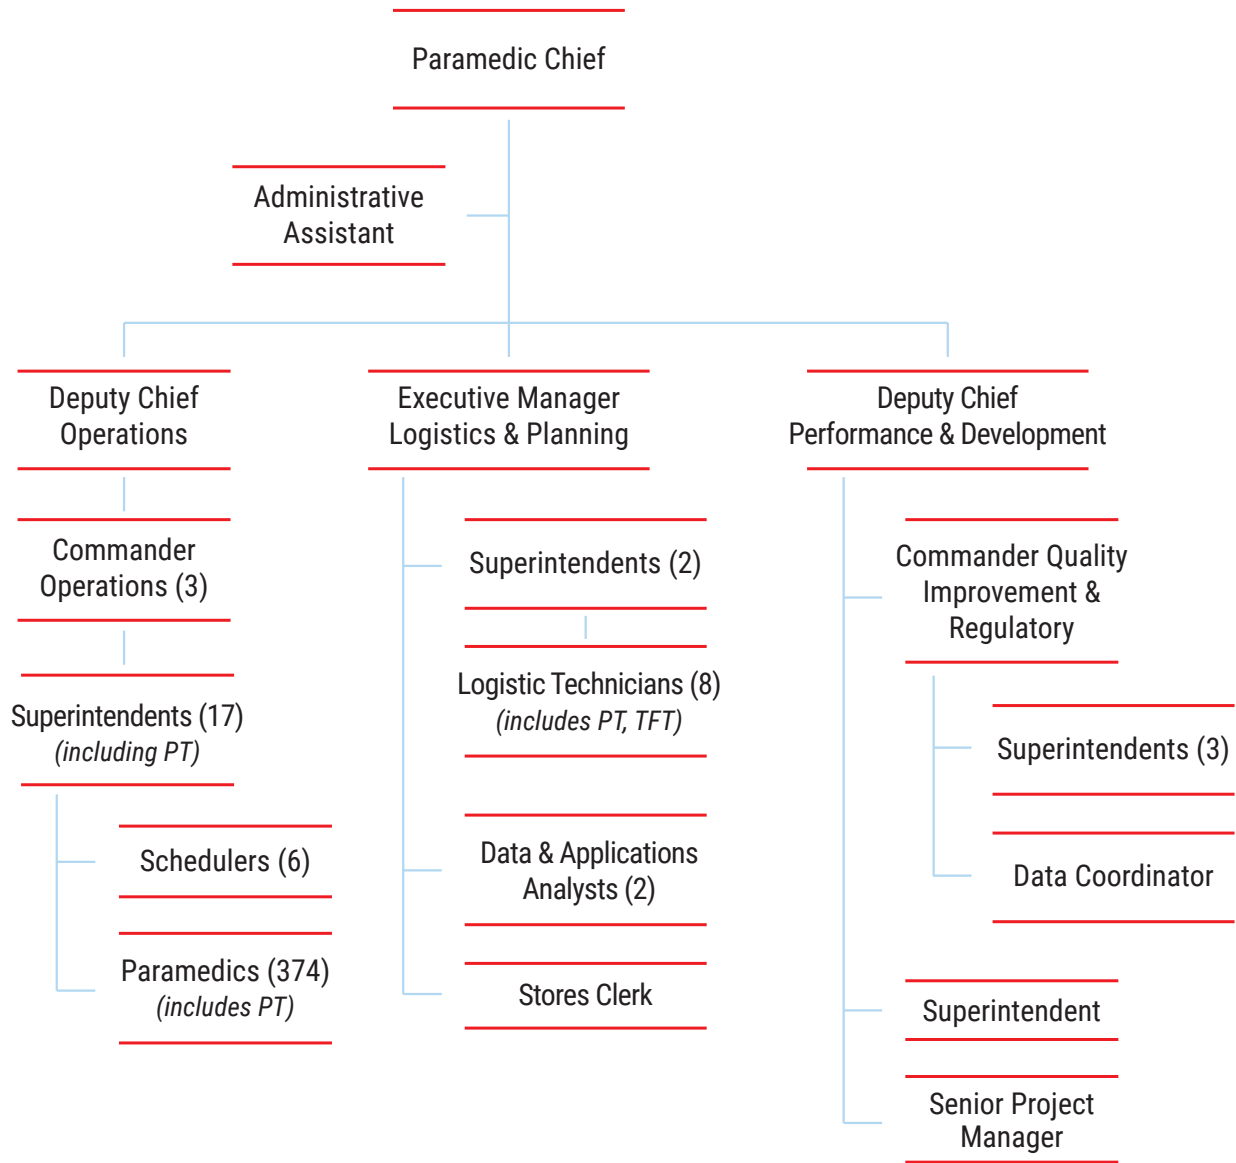 Paramedic Chief
Administrative
Assistant
Deputy Chief
Operations
Commander
Operations (3)
Superintendents (17)
(including PT)
Schedulers (6)
Paramedics (374)
(includes PT)
Executive Manager
Logistics & Planning
Superintendents (2)
Logistic Technicians (8)
(includes PT, TFT)
Data & Applications
Analysts (2)
Stores Clerk
Deputy Chief
Performance & Development
Commander Quality
Improvement &
Regulatory
Superintendents (3)
Data Coordinator
Superintendent
Senior Project
Manager